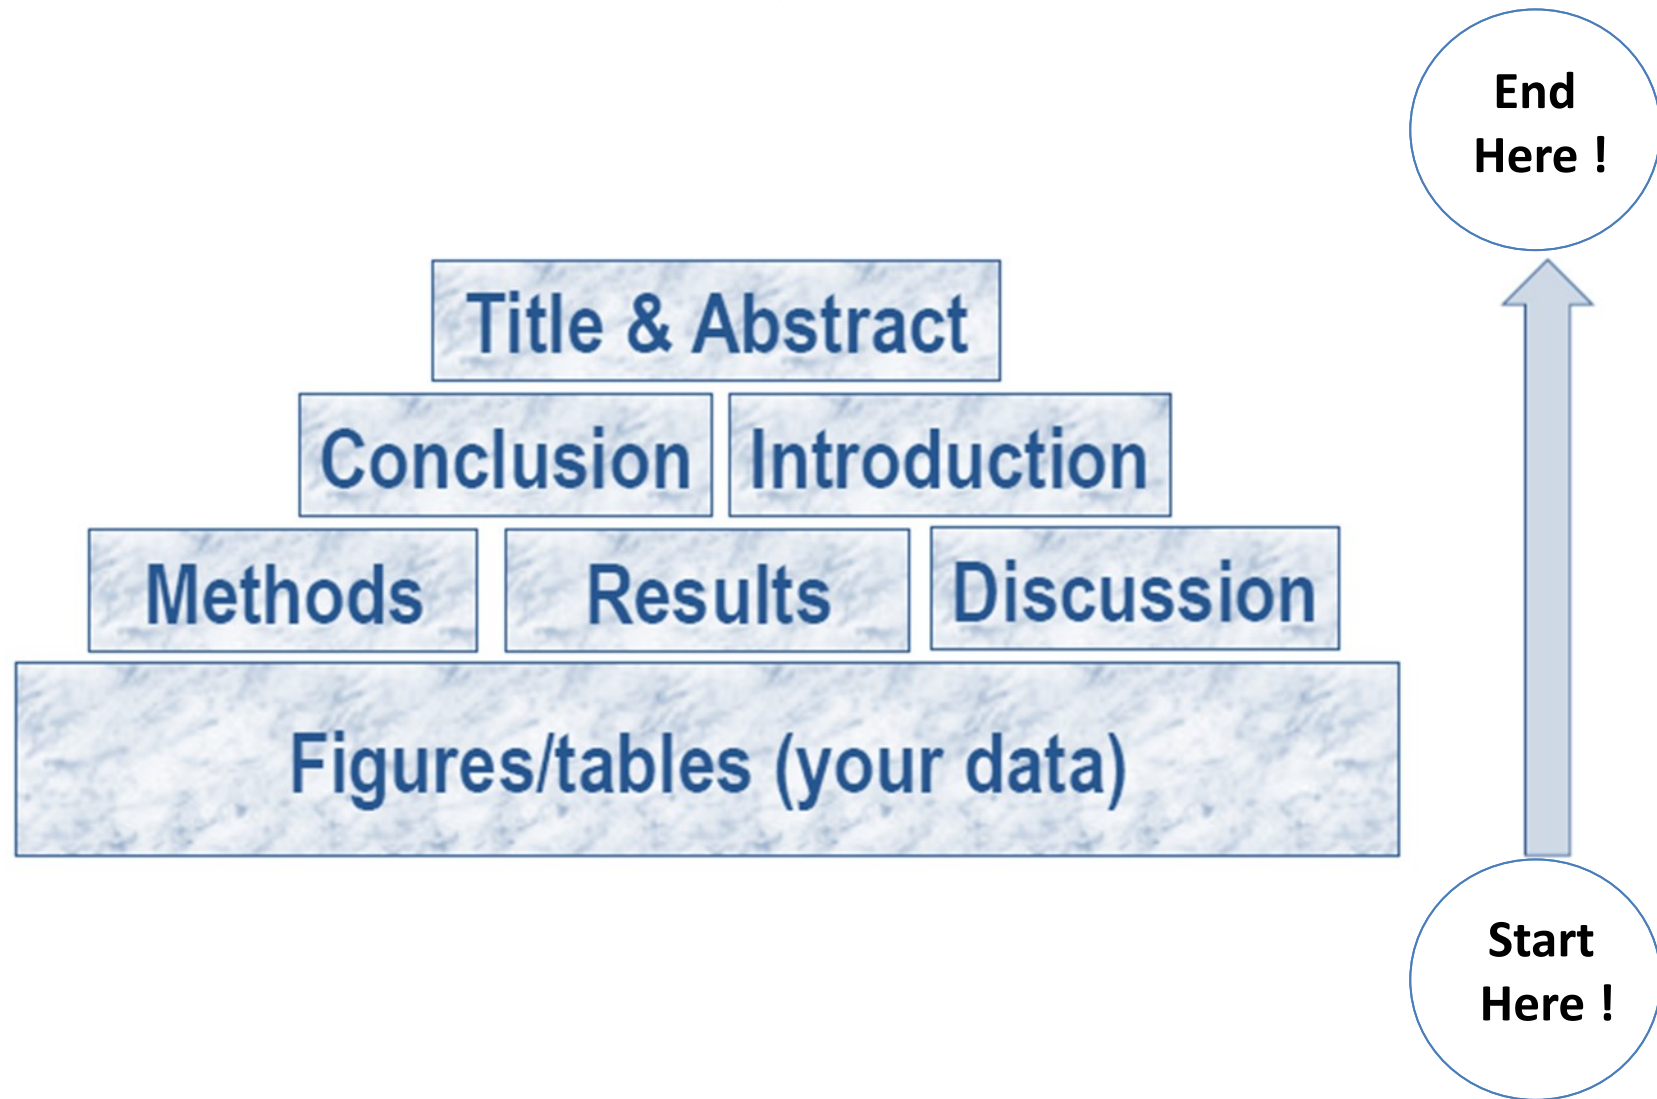 End
Here !
Title & Abstract
Conclusion
Introduction
Methods
Results
Discussion
Figures/tables (your data)
Start
Here !